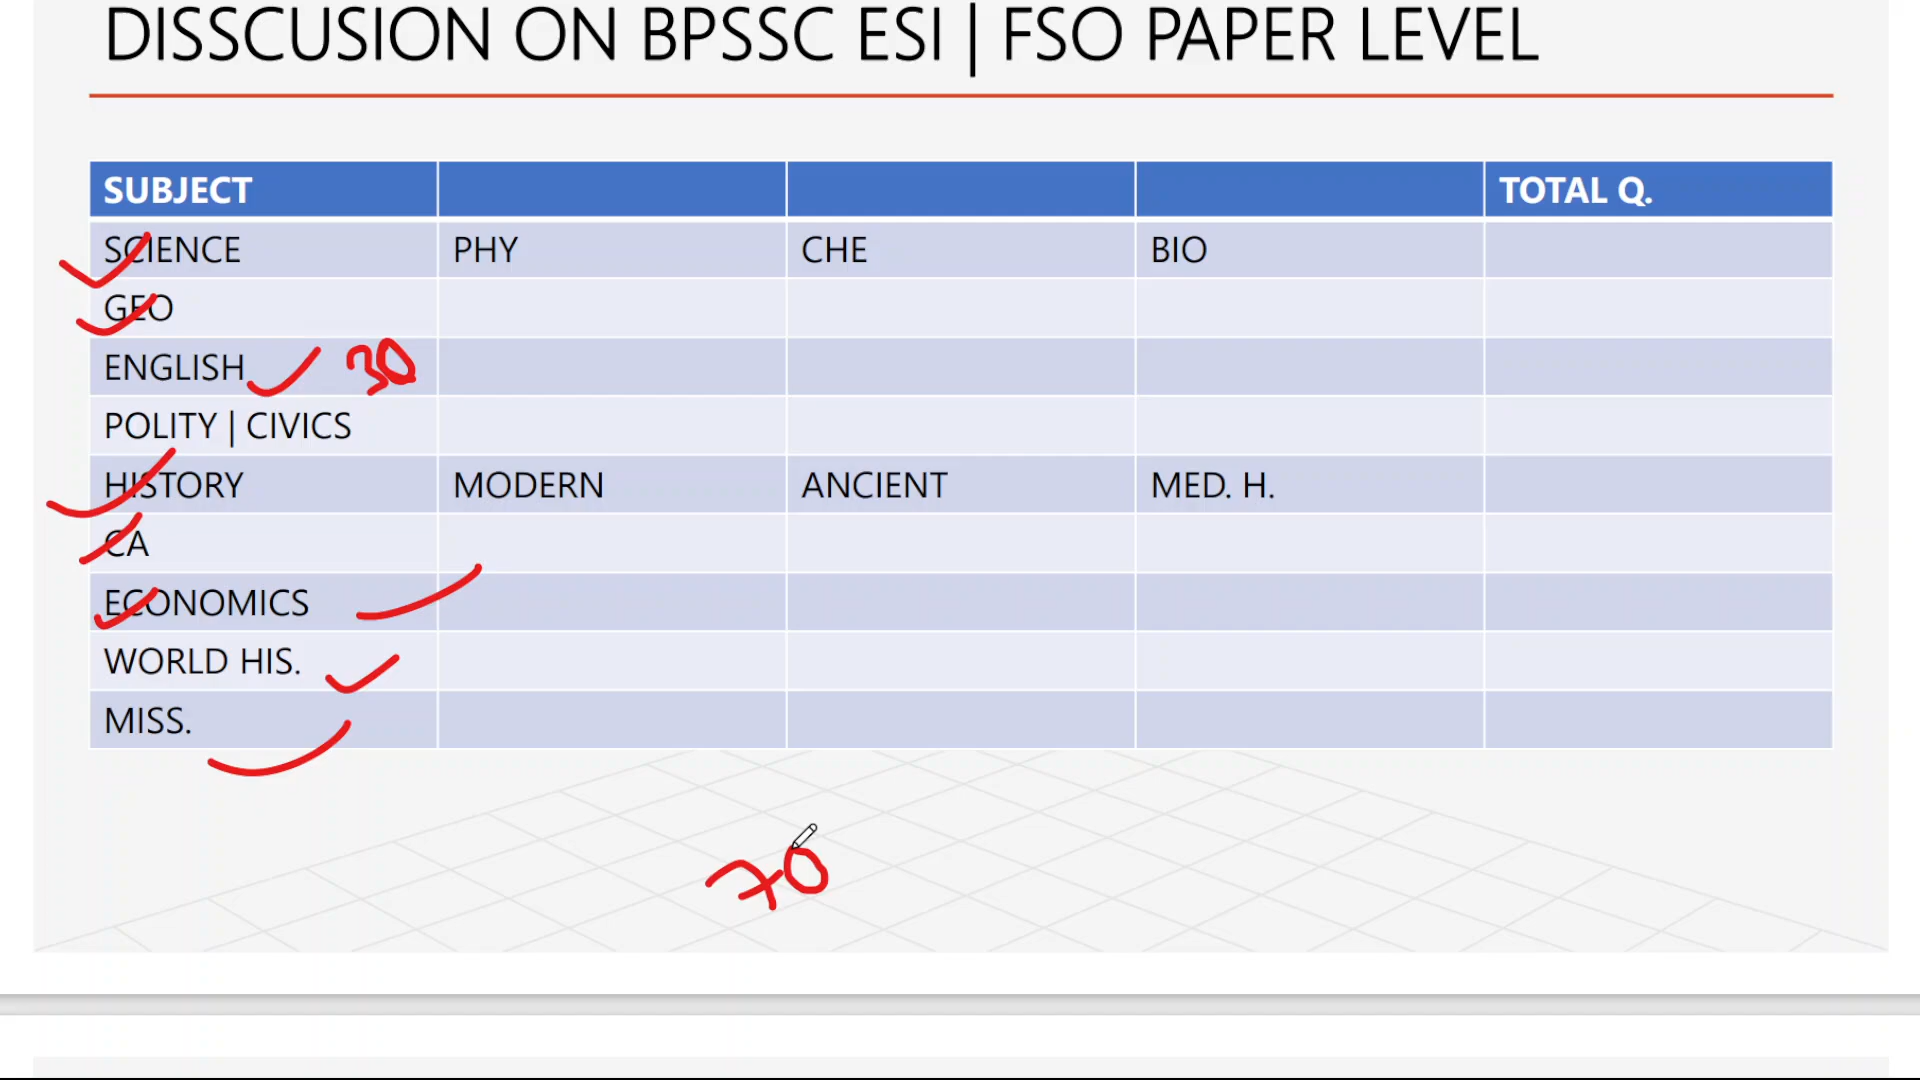 DISSCUSION ON BPSSC ESI | FSO PAPER LEVEL
SUBJECT TOTAL Q.
SCIENCE PHY CHE BIO
GEO
ENGLISH 30
POLITY | CIVICS
HISTORY MODERN ANCIENT MED. H.
CA
ECONOMICS
WORLD HIS.
MISS.
70